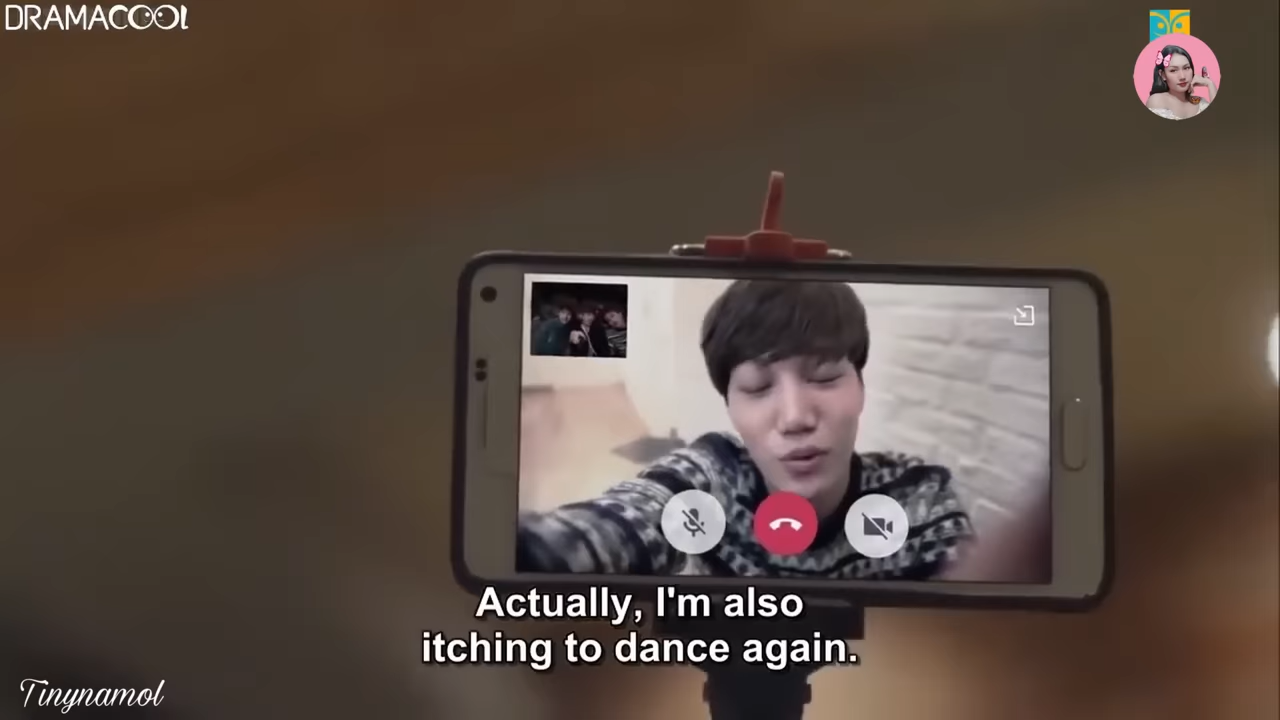 DRAMACOOL
Actually, I'm also
itching to dance again.
Tinynamol